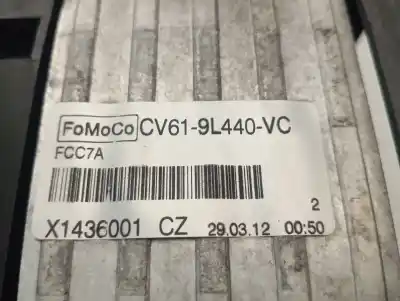 FoMoCo CV61-9L440-VC
FCC7A
2
X1436001 CZ 29.03.12 00:50